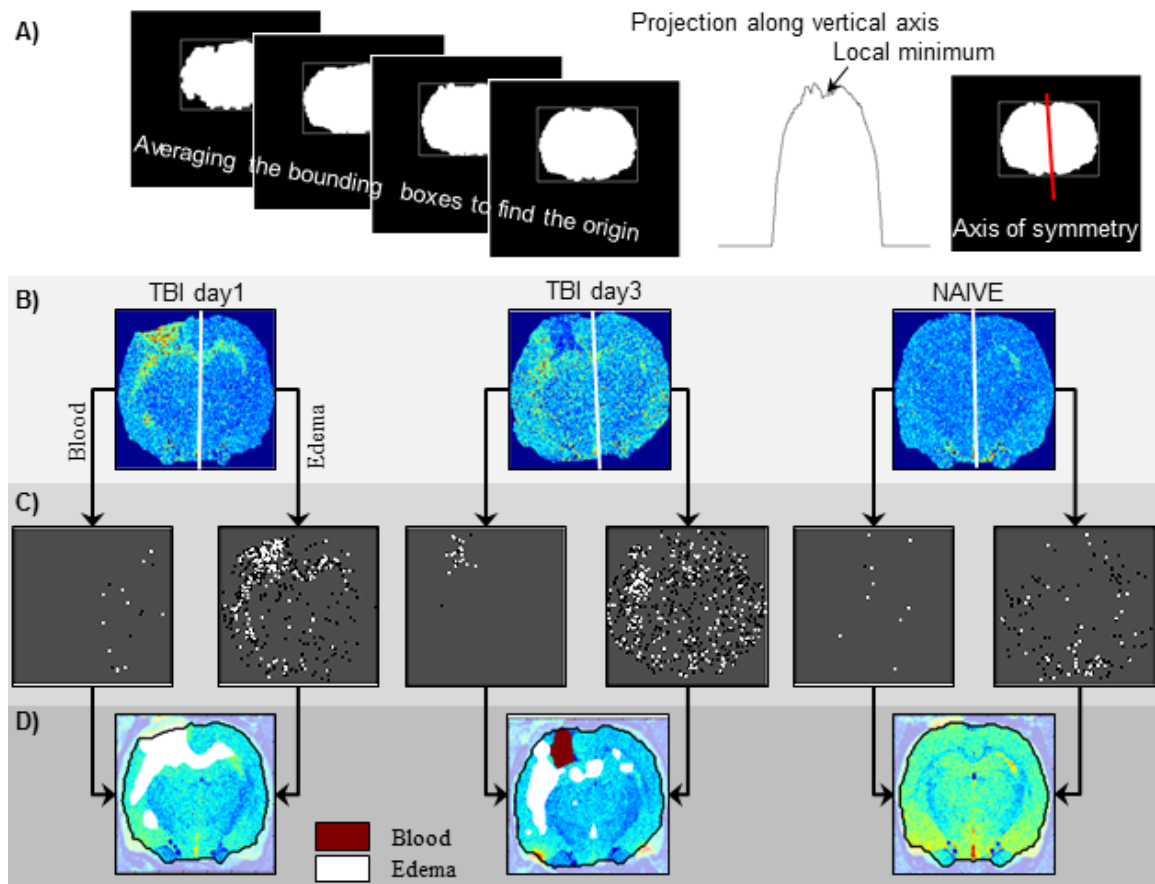 A)
Averaging the bounding boxes to find the origin
Projection along vertical axis
Local minimum
Axis of symmetry
B)
TBI day1
TBI day3
NAIVE
Blood
Edema
C)
D)
Blood
Edema